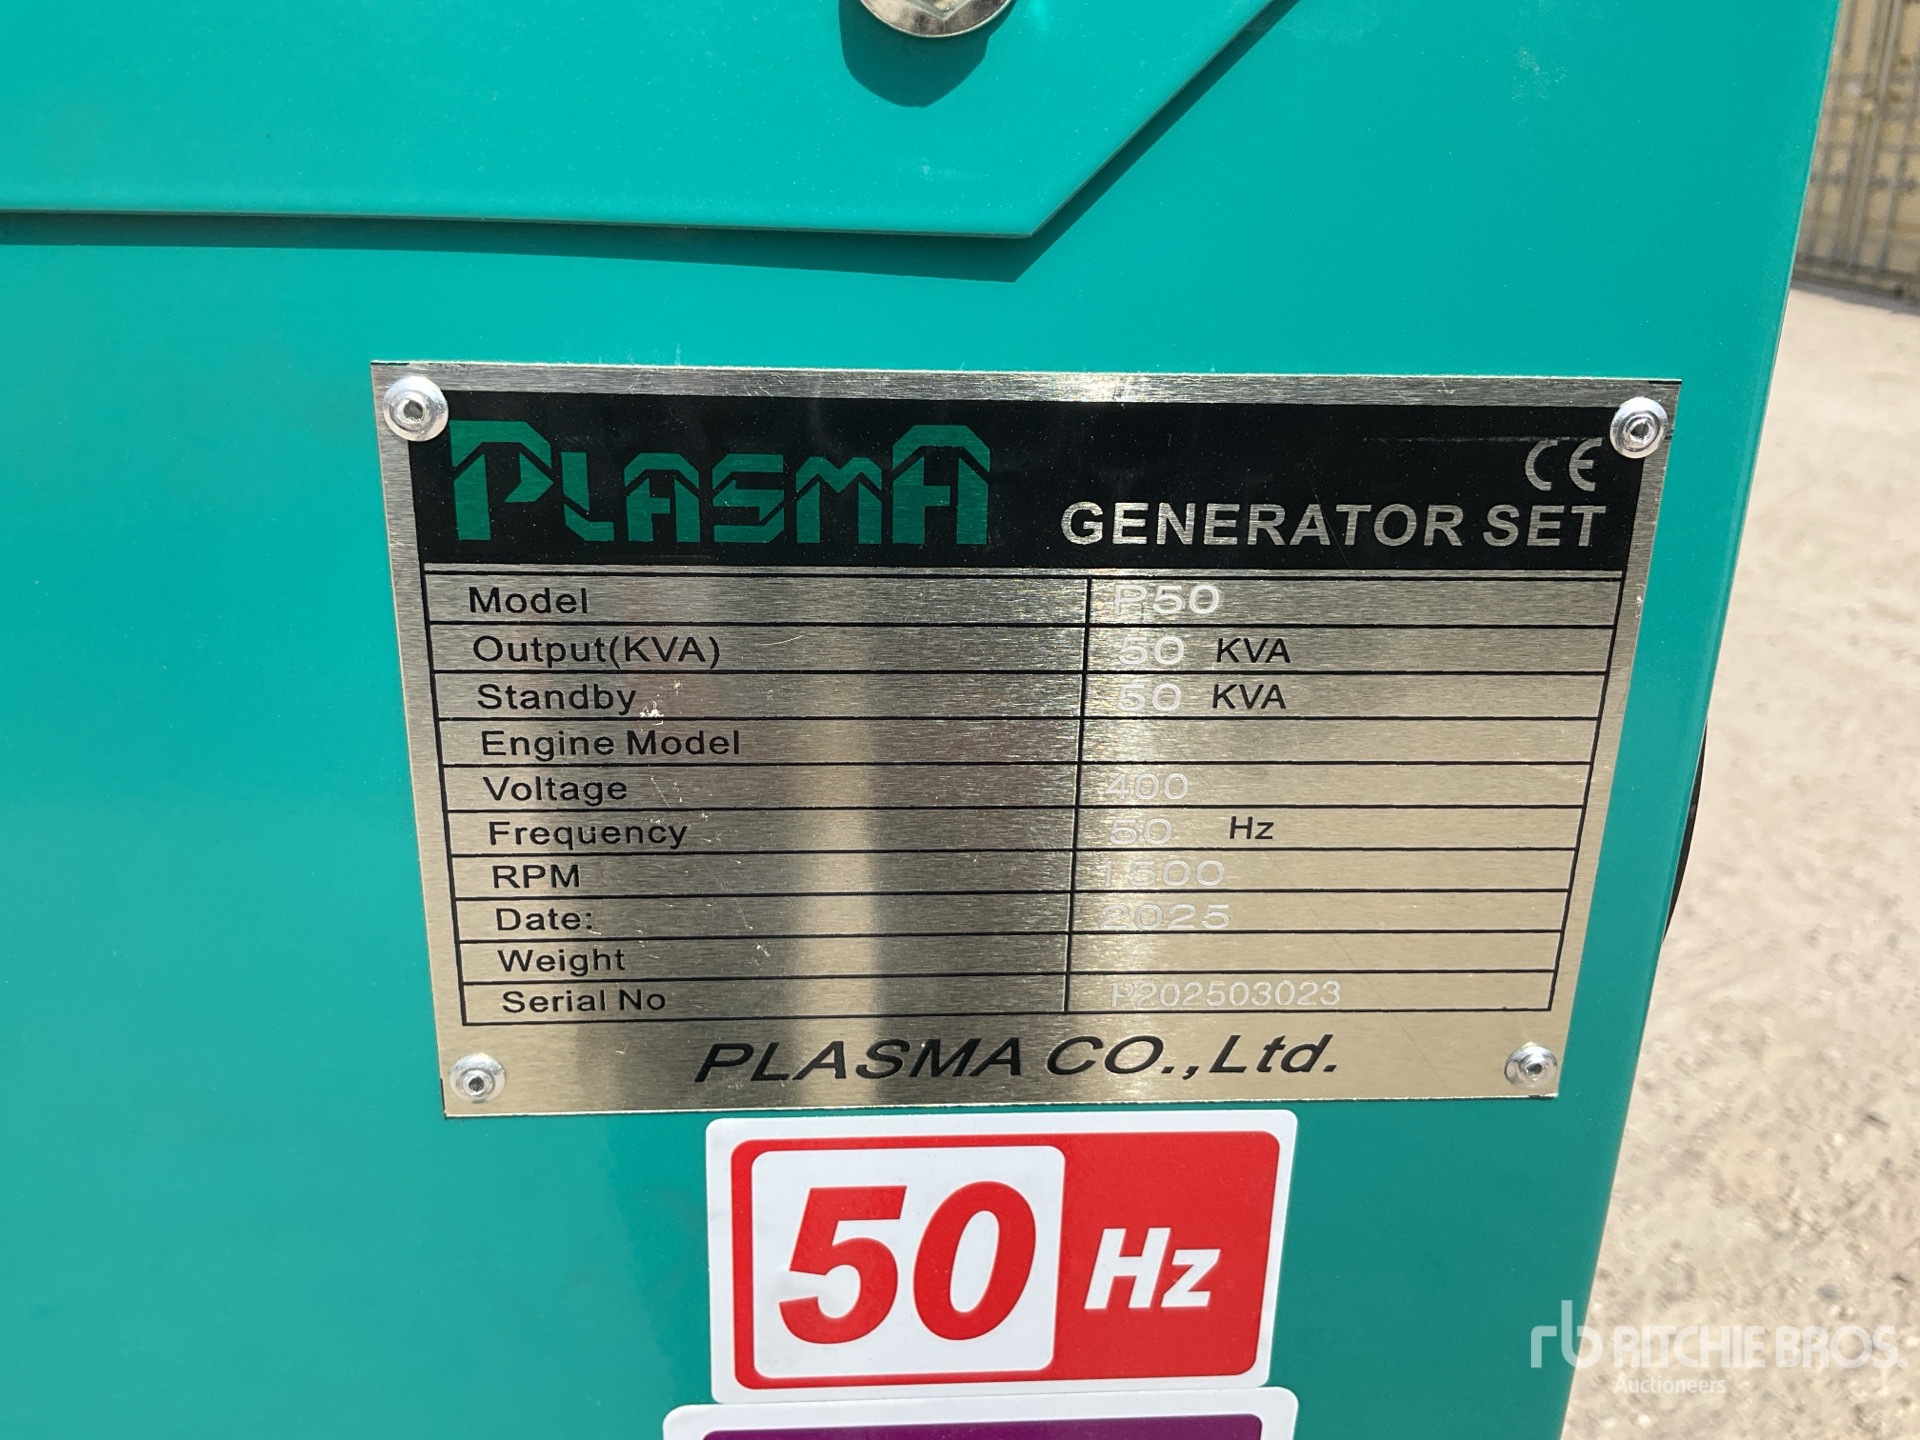 PLASMA
CE
GENERATOR SET
Model P50
Output(KVA) 50 KVA
Standby 50 KVA
Engine Model
Voltage 400
Frequency 50 Hz
RPM 1500
Date: 2025
Weight
Serial No P202503023
PLASMA CO.,Ltd.
50 Hz
rb RITCHIE BROS.
Auctioneers